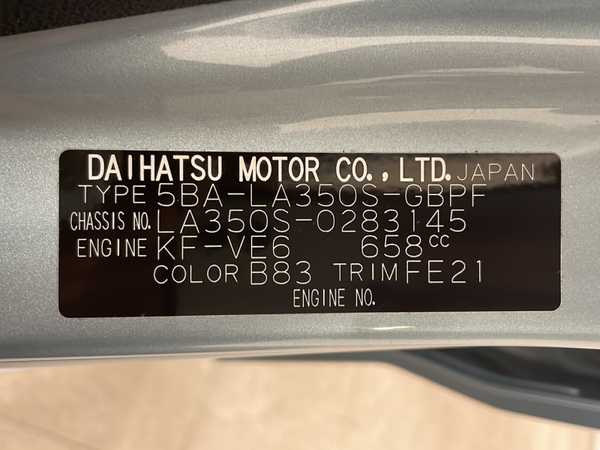 DAIHATSU MOTOR CO., LTD. JAPAN
TYPE 5BA-LA350S-GBPF
CHASSIS NO. LA350S-0283145
ENGINE KF-VE6 658cc
COLOR B83 TRIM FE21
ENGINE NO.